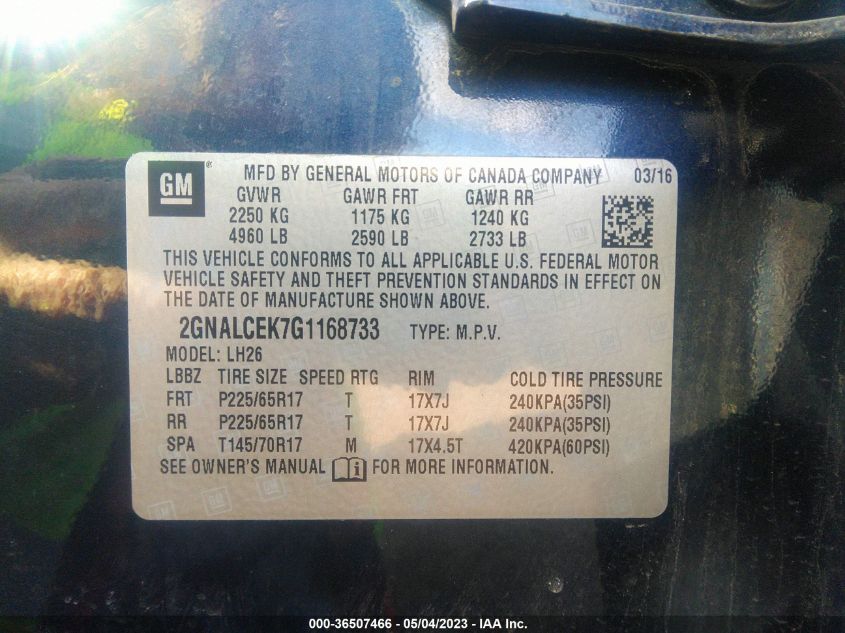 GM ® MFD BY GENERAL MOTORS OF CANADA COMPANY 03/16
GVWR GAWR FRT GAWR RR
2250 KG 1175 KG 1240 KG
4960 LB 2590 LB 2733 LB
THIS VEHICLE CONFORMS TO ALL APPLICABLE U.S. FEDERAL MOTOR
VEHICLE SAFETY AND THEFT PREVENTION STANDARDS IN EFFECT ON
THE DATE OF MANUFACTURE SHOWN ABOVE.
2GNALCEK7G1168733 TYPE: M.P.V.
MODEL: LH26
LBBZ TIRE SIZE SPEED RTG RIM COLD TIRE PRESSURE
FRT P225/65R17 T 17X7J 240KPA(35PSI)
RR P225/65R17 T 17X7J 240KPA(35PSI)
SPA T145/70R17 M 17X4.5T 420KPA(60PSI)
SEE OWNER'S MANUAL i FOR MORE INFORMATION.
000-36507466 - 05/04/2023 - IAA Inc.